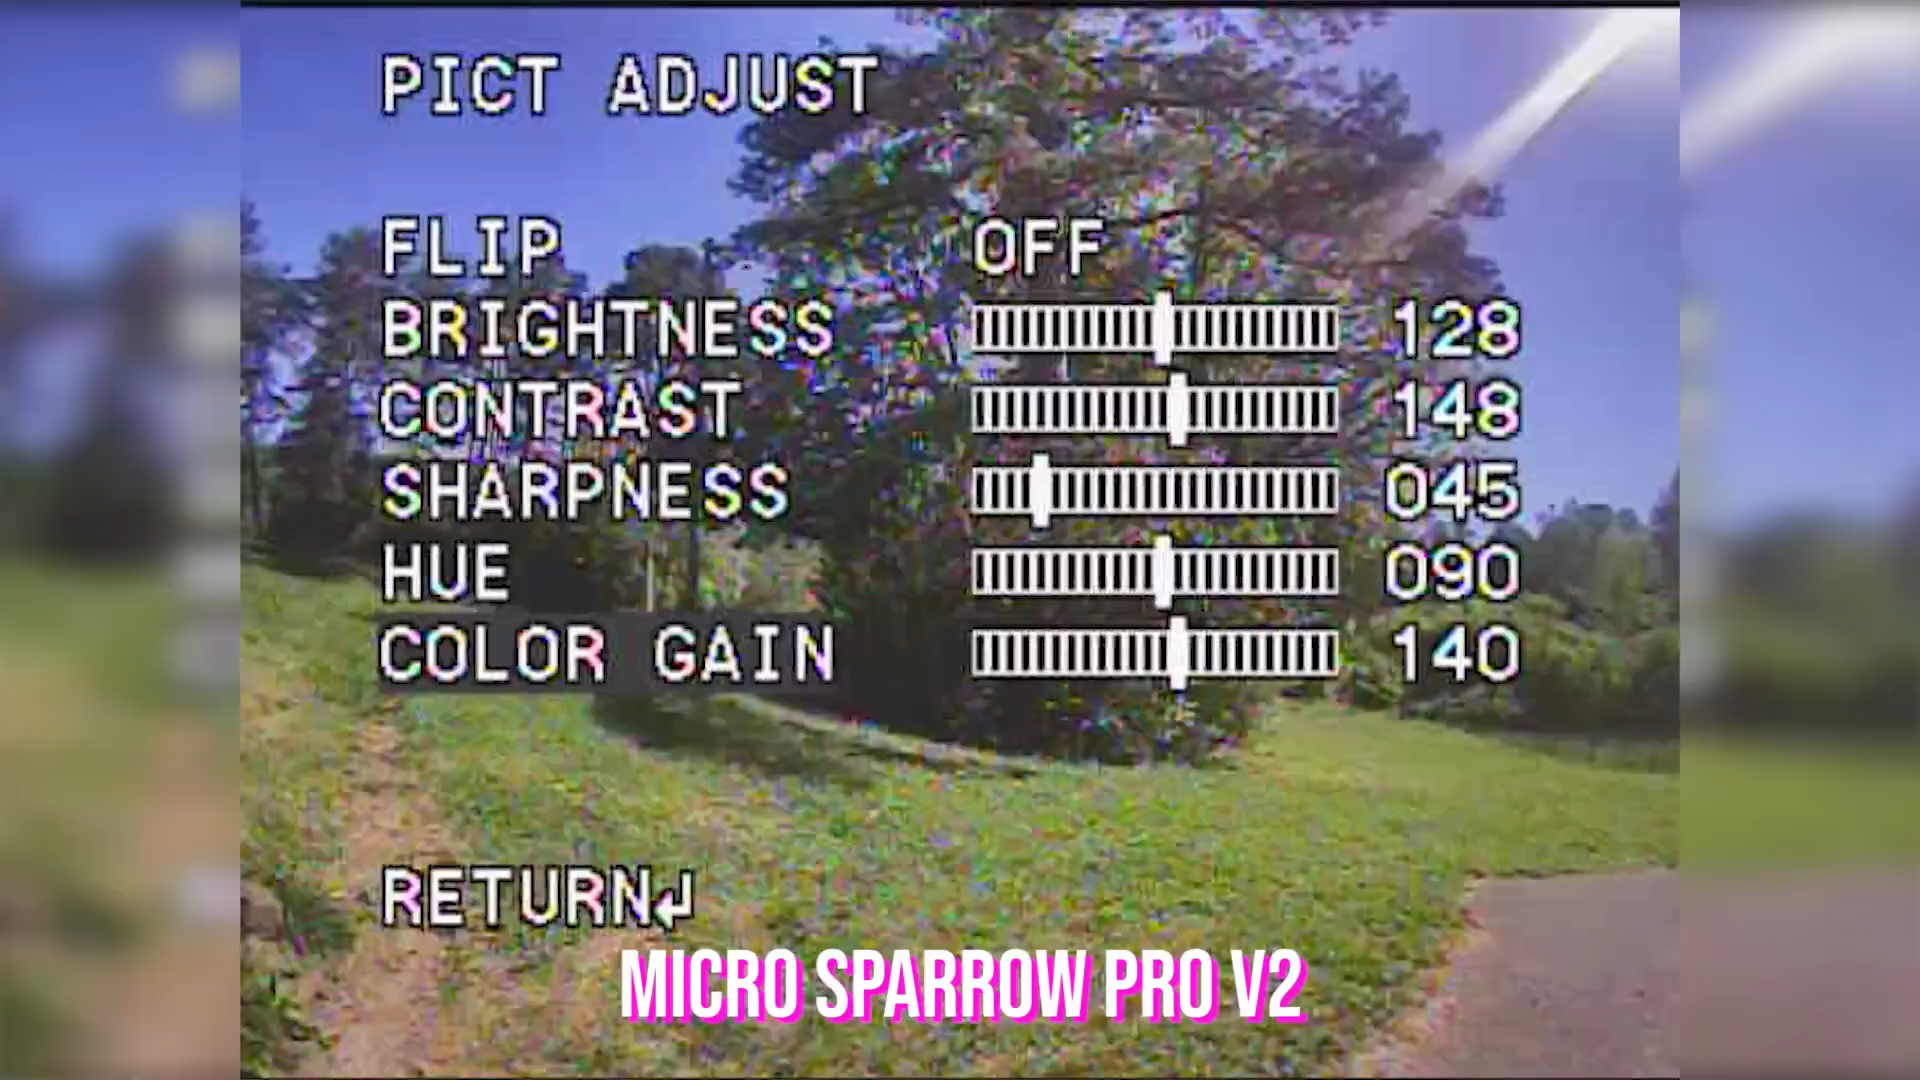 PICT ADJUST
FLIP OFF
BRIGHTNESS 128
CONTRAST 148
SHARPNESS 045
HUE 090
COLOR GAIN 140
RETURN↵
MICRO SPARROW PRO V2